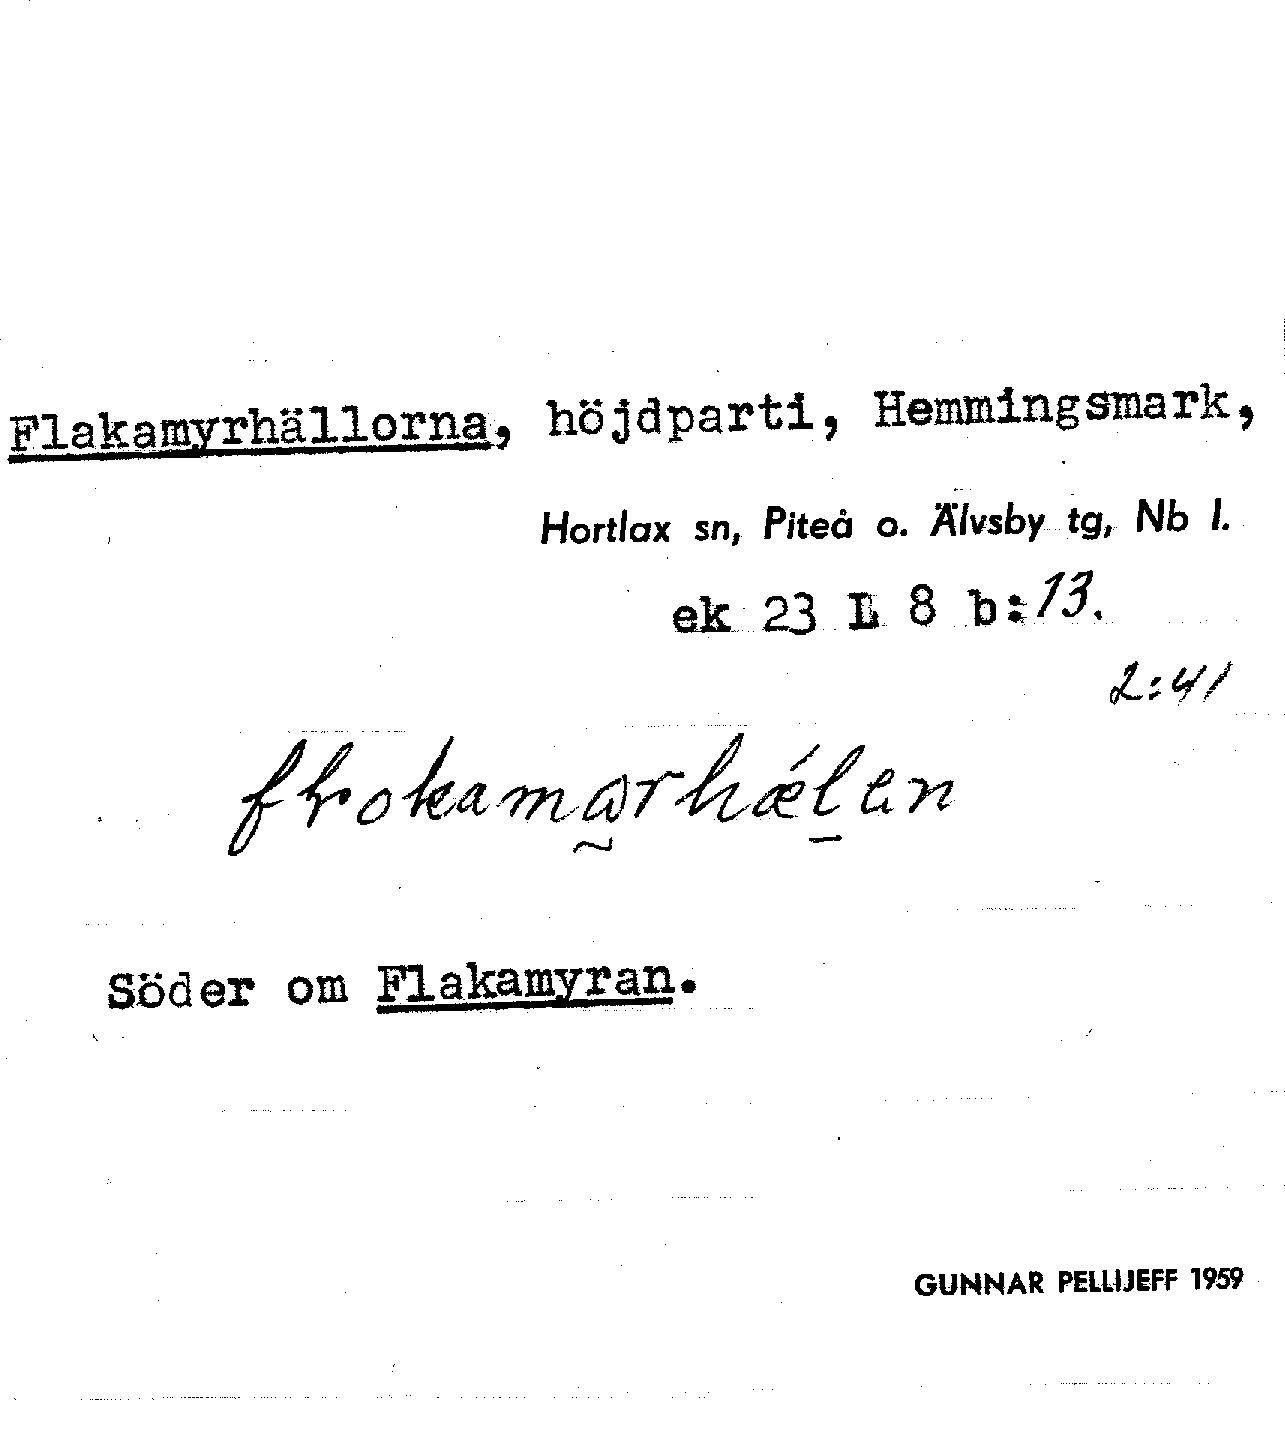 Flakamyrhällorna, höjdparti, Hemmingsmark,
Hortlax sn, Piteå o. Älvsby tg, Nb l.
ek 23 L 8 b:13.
2:41
Söder om Flakamyran.
GUNNAR PELLIJEFF 1959